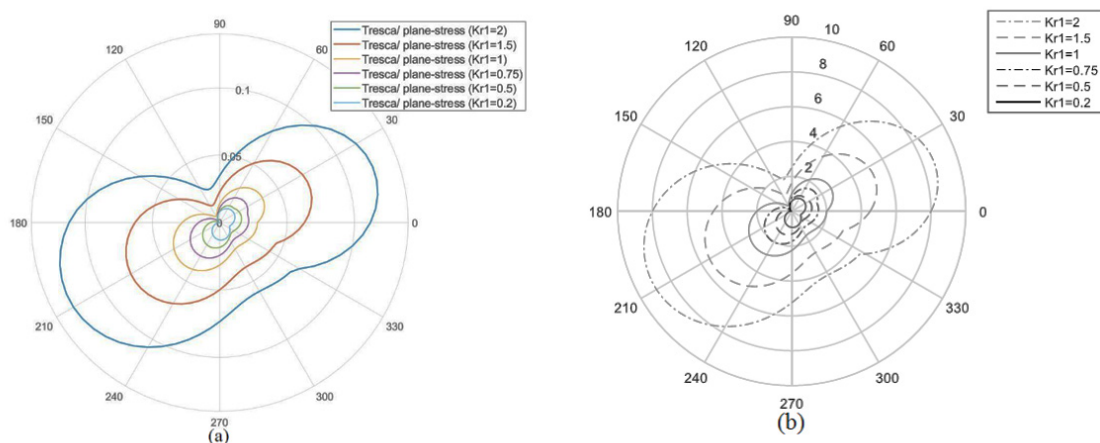 90
120
60
Tresca/ plane-stress (Kr1=2)
Tresca/ plane-stress (Kr1=1.5)
Tresca/ plane-stress (Kr1=1)
Tresca/ plane-stress (Kr1=0.75)
Tresca/ plane-stress (Kr1=0.5)
Tresca/ plane-stress (Kr1=0.2)
0.1
150
30
0.05
180
0
0
210
330
240
300
270
(a)
90
120
10
60
Kr1=2
Kr1=1.5
Kr1=1
Kr1=0.75
Kr1=0.5
Kr1=0.2
8
150
6
30
4
2
180
0
210
330
240
300
270
(b)